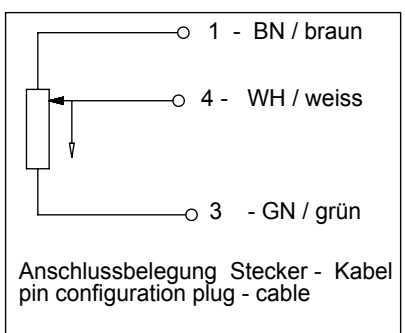 1 - BN / braun
4 - WH / weiss
3 - GN / grün
Anschlussbelegung Stecker - Kabel
pin configuration plug - cable